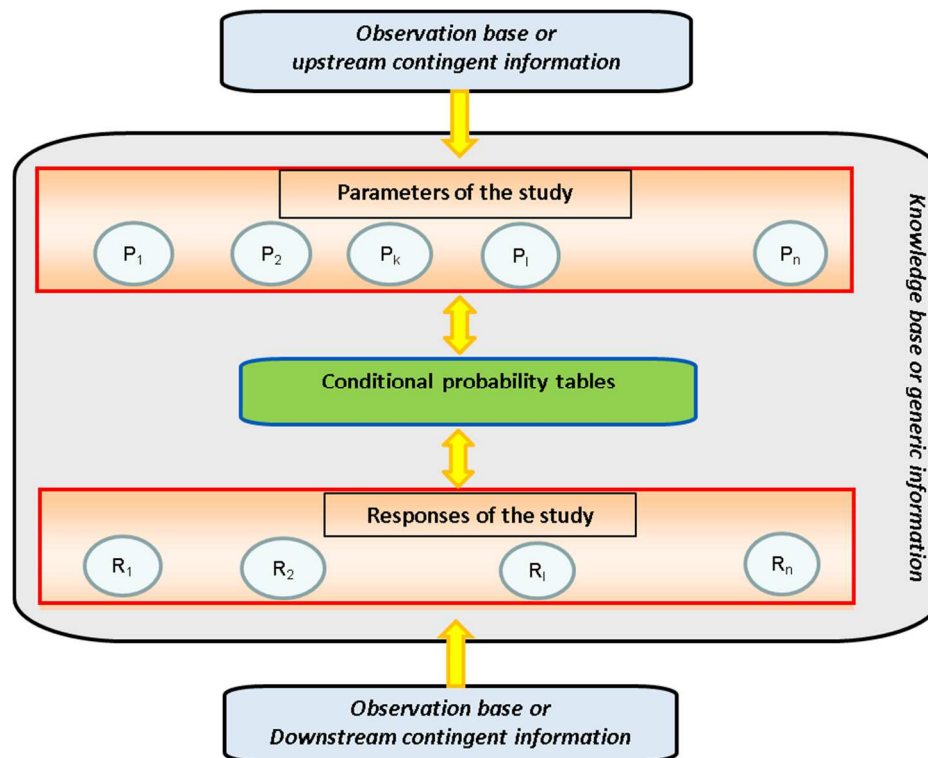 Observation base or
upstream contingent information
Parameters of the study
P₁ P₂ Pₖ Pₗ Pₙ
Conditional probability tables
Responses of the study
R₁ R₂ Rₗ Rₙ
Knowledge base or generic information
Observation base or
Downstream contingent information